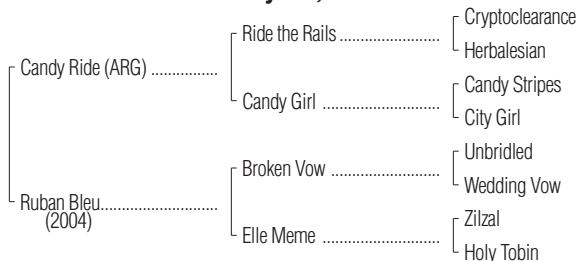 Cryptoclearance
Ride the Rails ..................
Herbalesian
Candy Ride (ARG) ...............
Candy Stripes
Candy Girl .....................
City Girl
Unbridled
Broken Vow .....................
Wedding Vow
Ruban Bleu...........................
(2004)
Zilzal
Elle Meme .....................
Holy Tobin